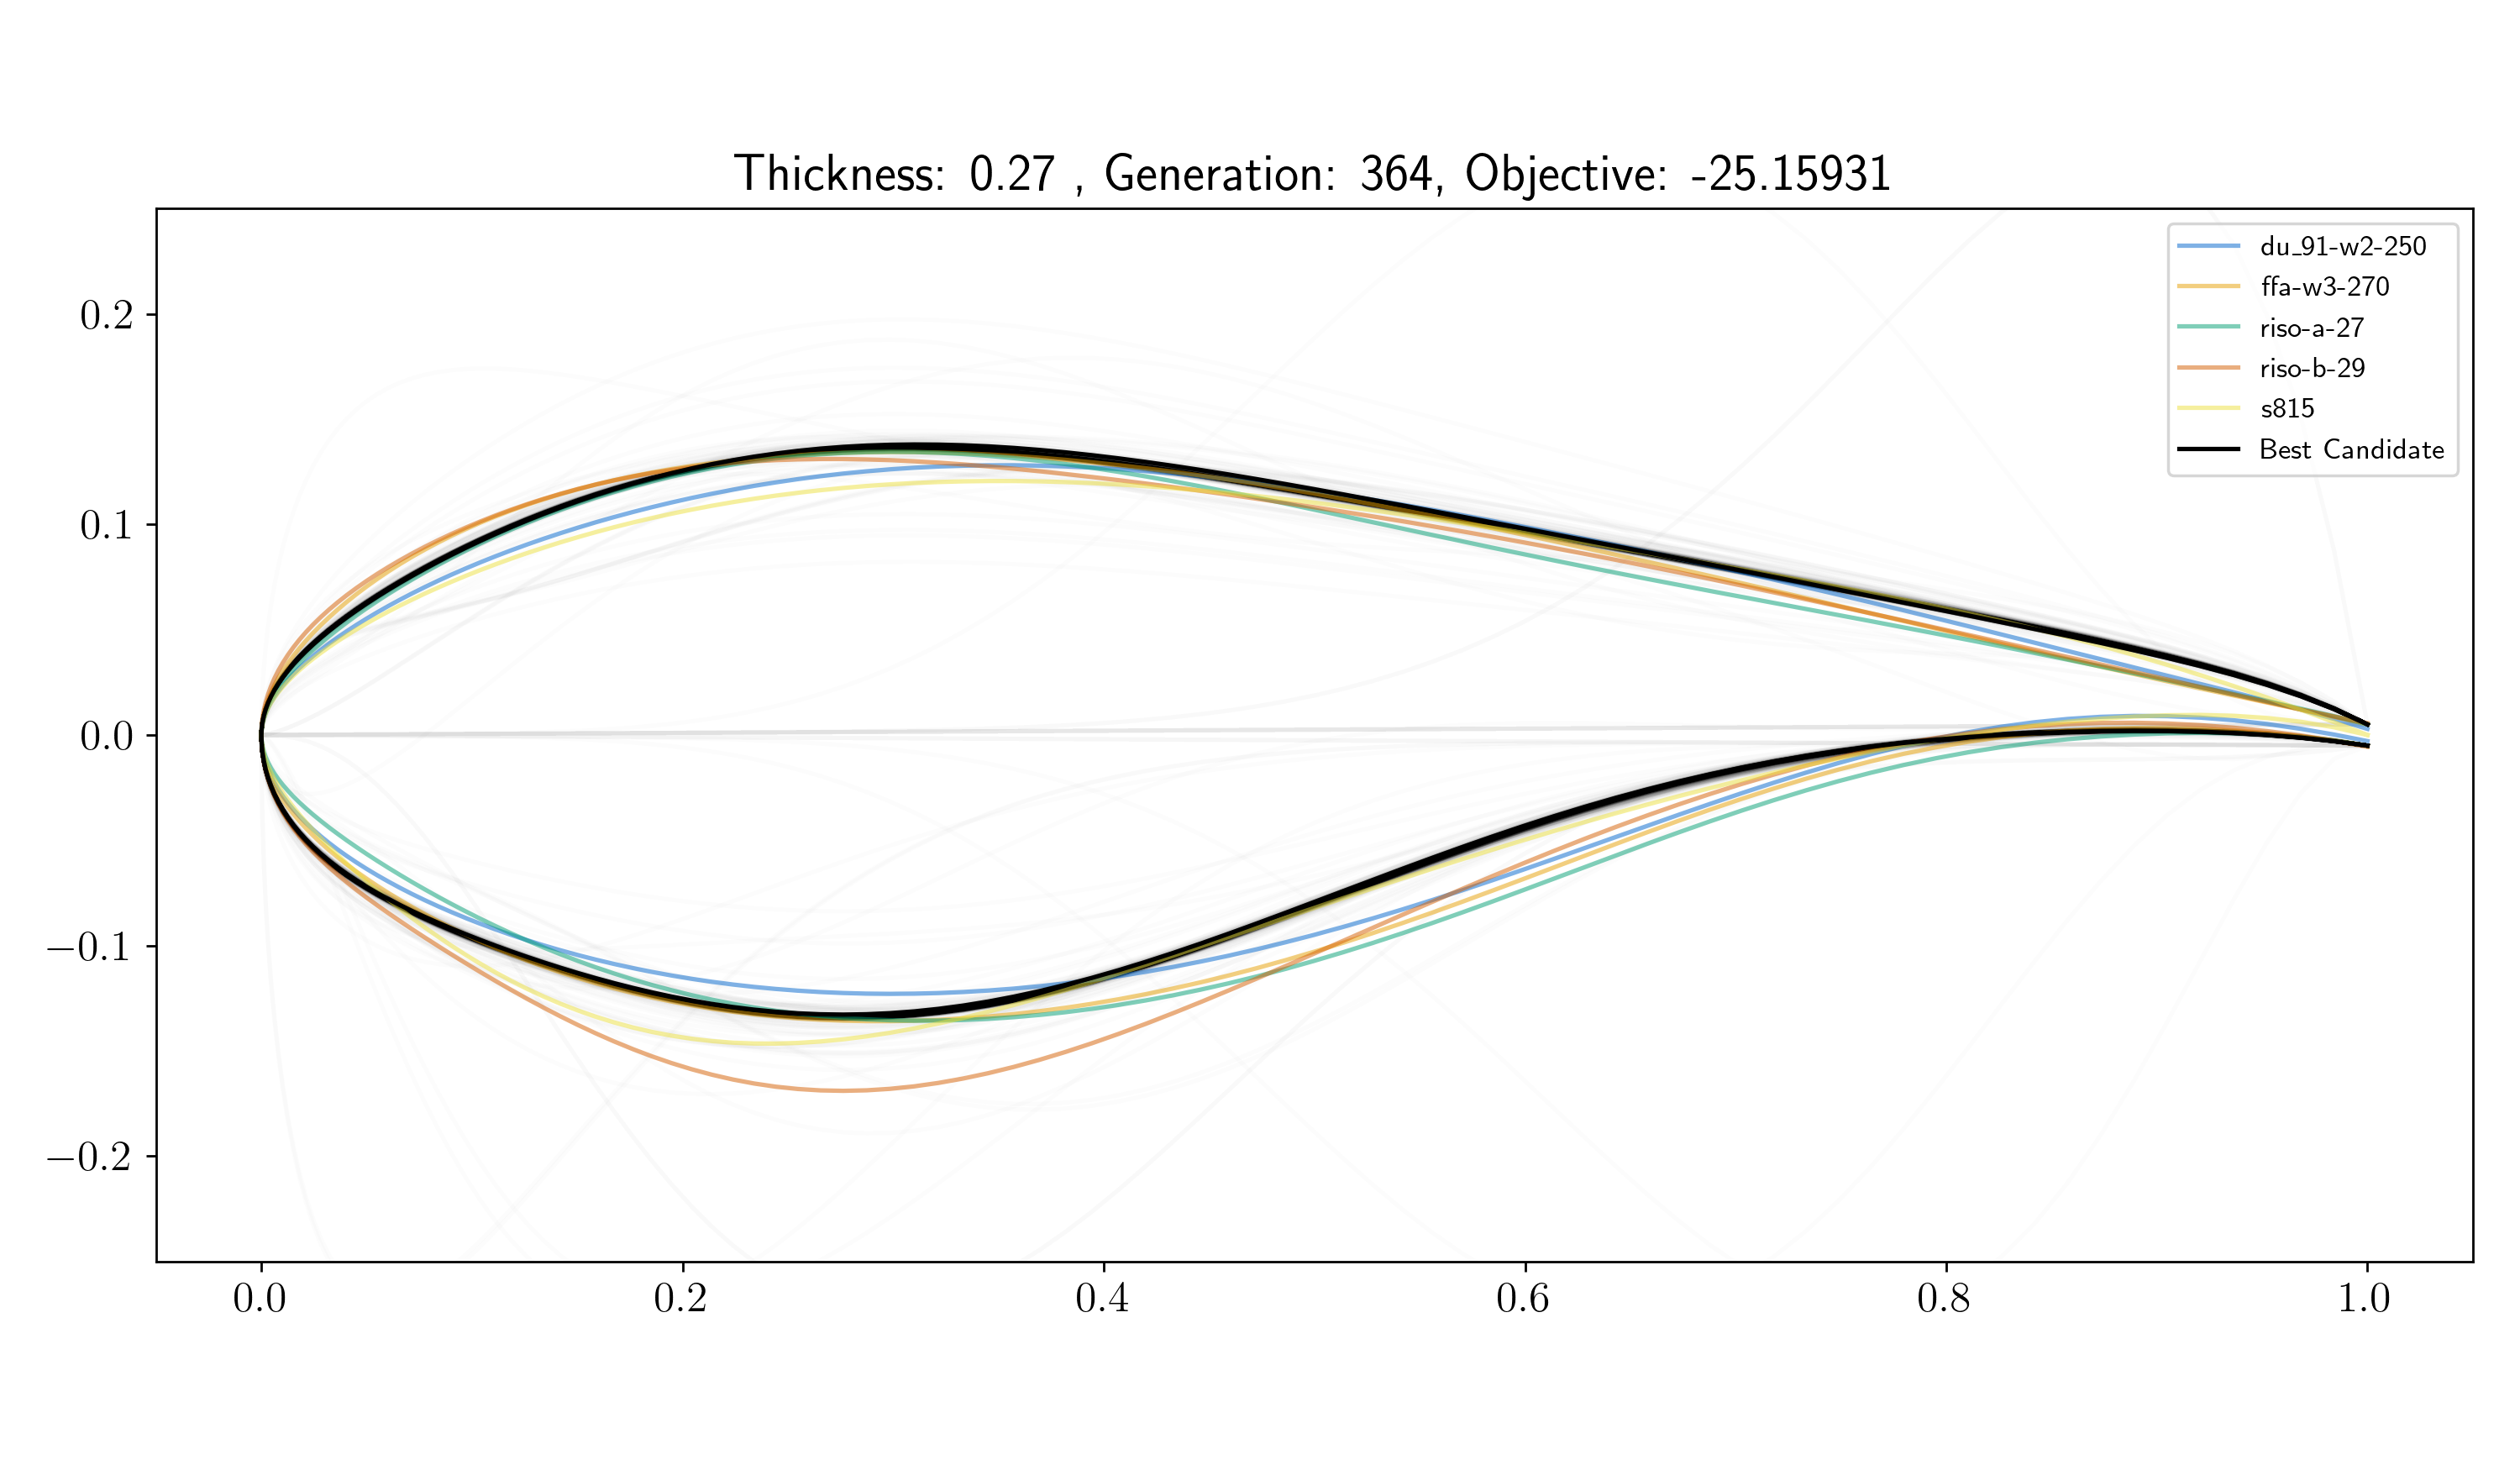 Thickness: 0.27 , Generation: 364, Objective: -25.15931
du_91-w2-250
ffa-w3-270
riso-a-27
riso-b-29
s815
Best Candidate
0.2
0.1
0.0
−0.1
−0.2
0.0 0.2 0.4 0.6 0.8 1.0